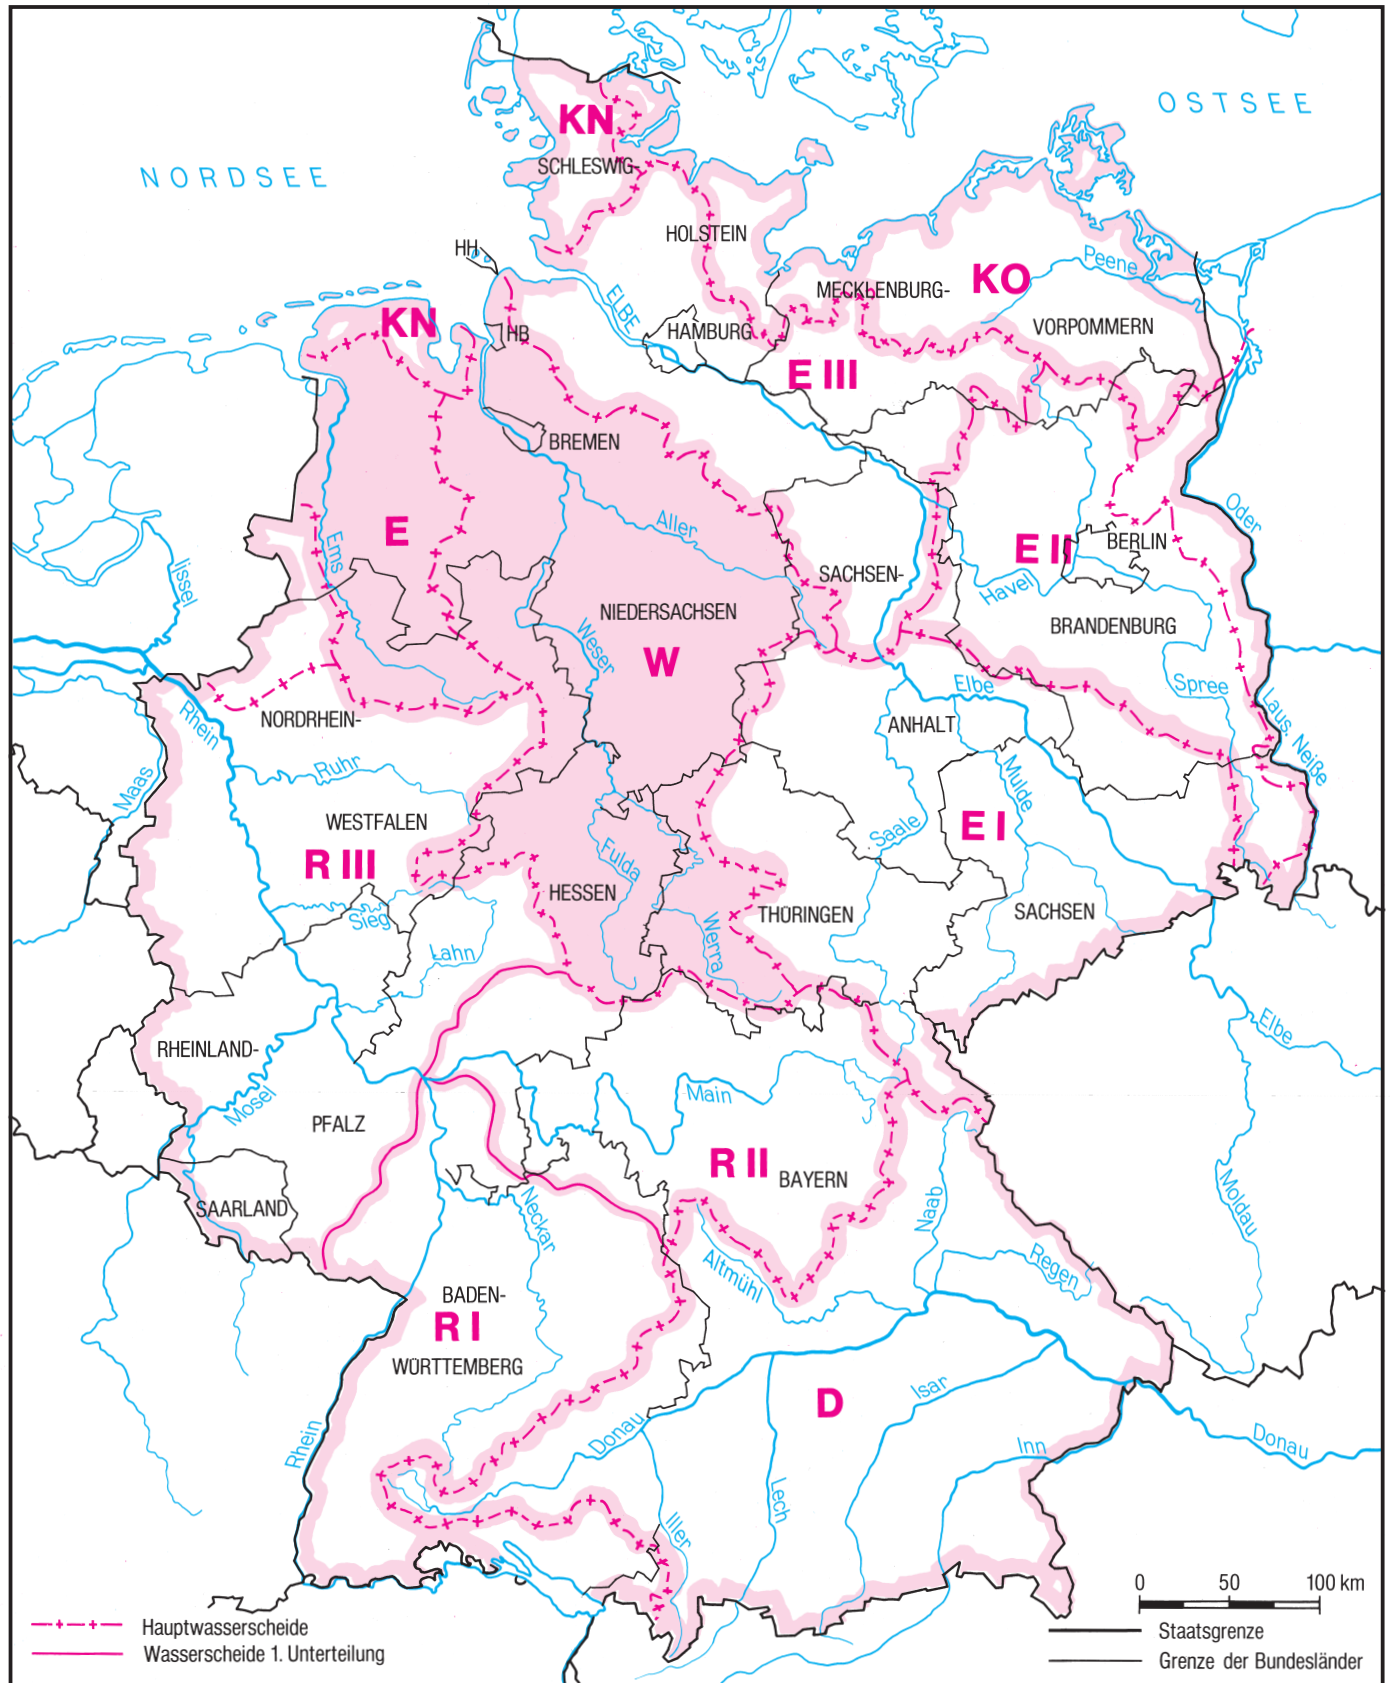 OSTSEE
KN
SCHLESWIG-
NORDSEE
HOLSTEIN
HH
KO
Peene
MECKLENBURG-
ELBE
KN
VORPOMMERN
HAMBURG
HB
E III
BREMEN
Aller
Oder
E
Ems
E II
BERLIN
Ijssel
SACHSEN-
Havel
NIEDERSACHSEN
BRANDENBURG
Weser
W
Elbe
Spree
Rhein
NORDRHEIN-
ANHALT
Laus. Neiße
Ruhr
Maas
Mulde
WESTFALEN
Saale
E I
R III
Fulda
HESSEN
THÜRINGEN
SACHSEN
Sieg
Lahn
Werra
Elbe
RHEINLAND-
Mosel
Main
PFALZ
R II
BAYERN
Moldau
SAARLAND
Neckar
Naab
Altmühl
Regen
BADEN-
R I
WÜRTTEMBERG
Isar
D
Rhein
Donau
Inn
Donau
Lech
Iller
0 50 100 km
Hauptwasserscheide
Wasserscheide 1. Unterteilung
Staatsgrenze
Grenze der Bundesländer